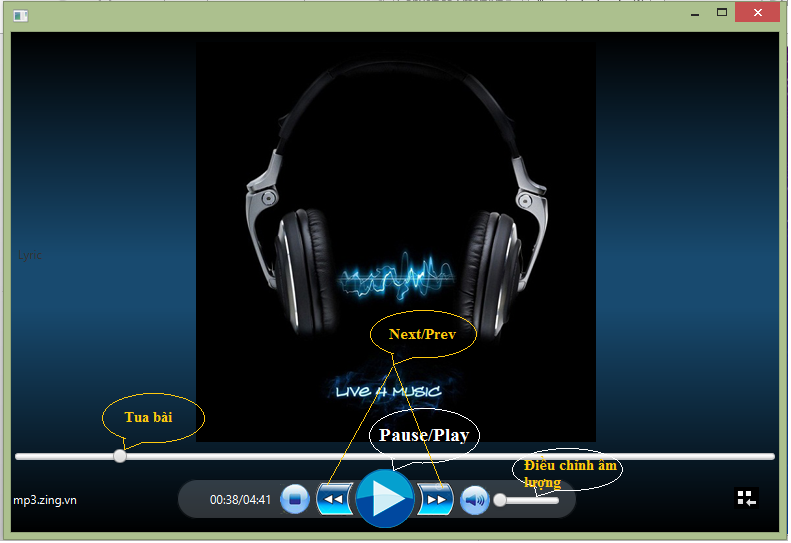 Lyric
Next/Prev
LIVE 4 MUSIC
Tua bài
Pause/Play
Điều chỉnh âm
lượng
mp3.zing.vn
00:38/04:41